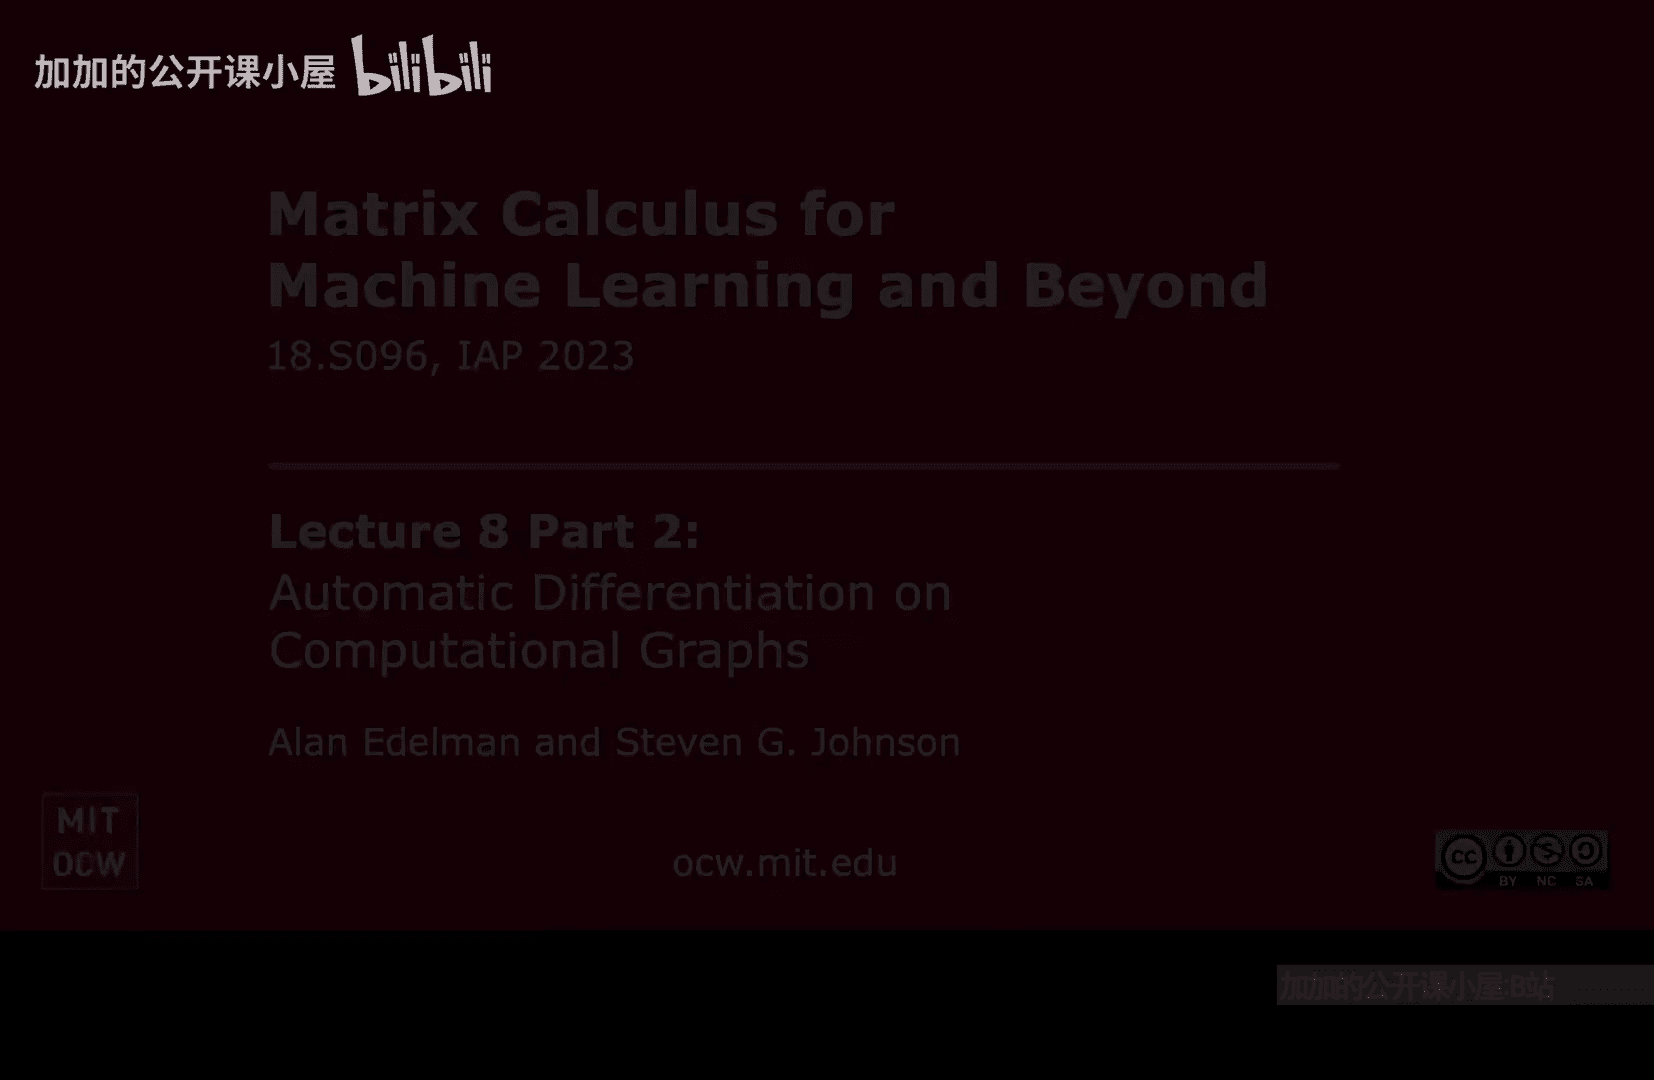 加加的公开课小屋 bilibili
Matrix Calculus for
Machine Learning and Beyond
18.S096, IAP 2023
Lecture 8 Part 2:
Automatic Differentiation on
Computational Graphs
Alan Edelman and Steven G. Johnson
MIT
OCW
ocw.mit.edu
CC BY NC SA
加加的公开课小屋:B站